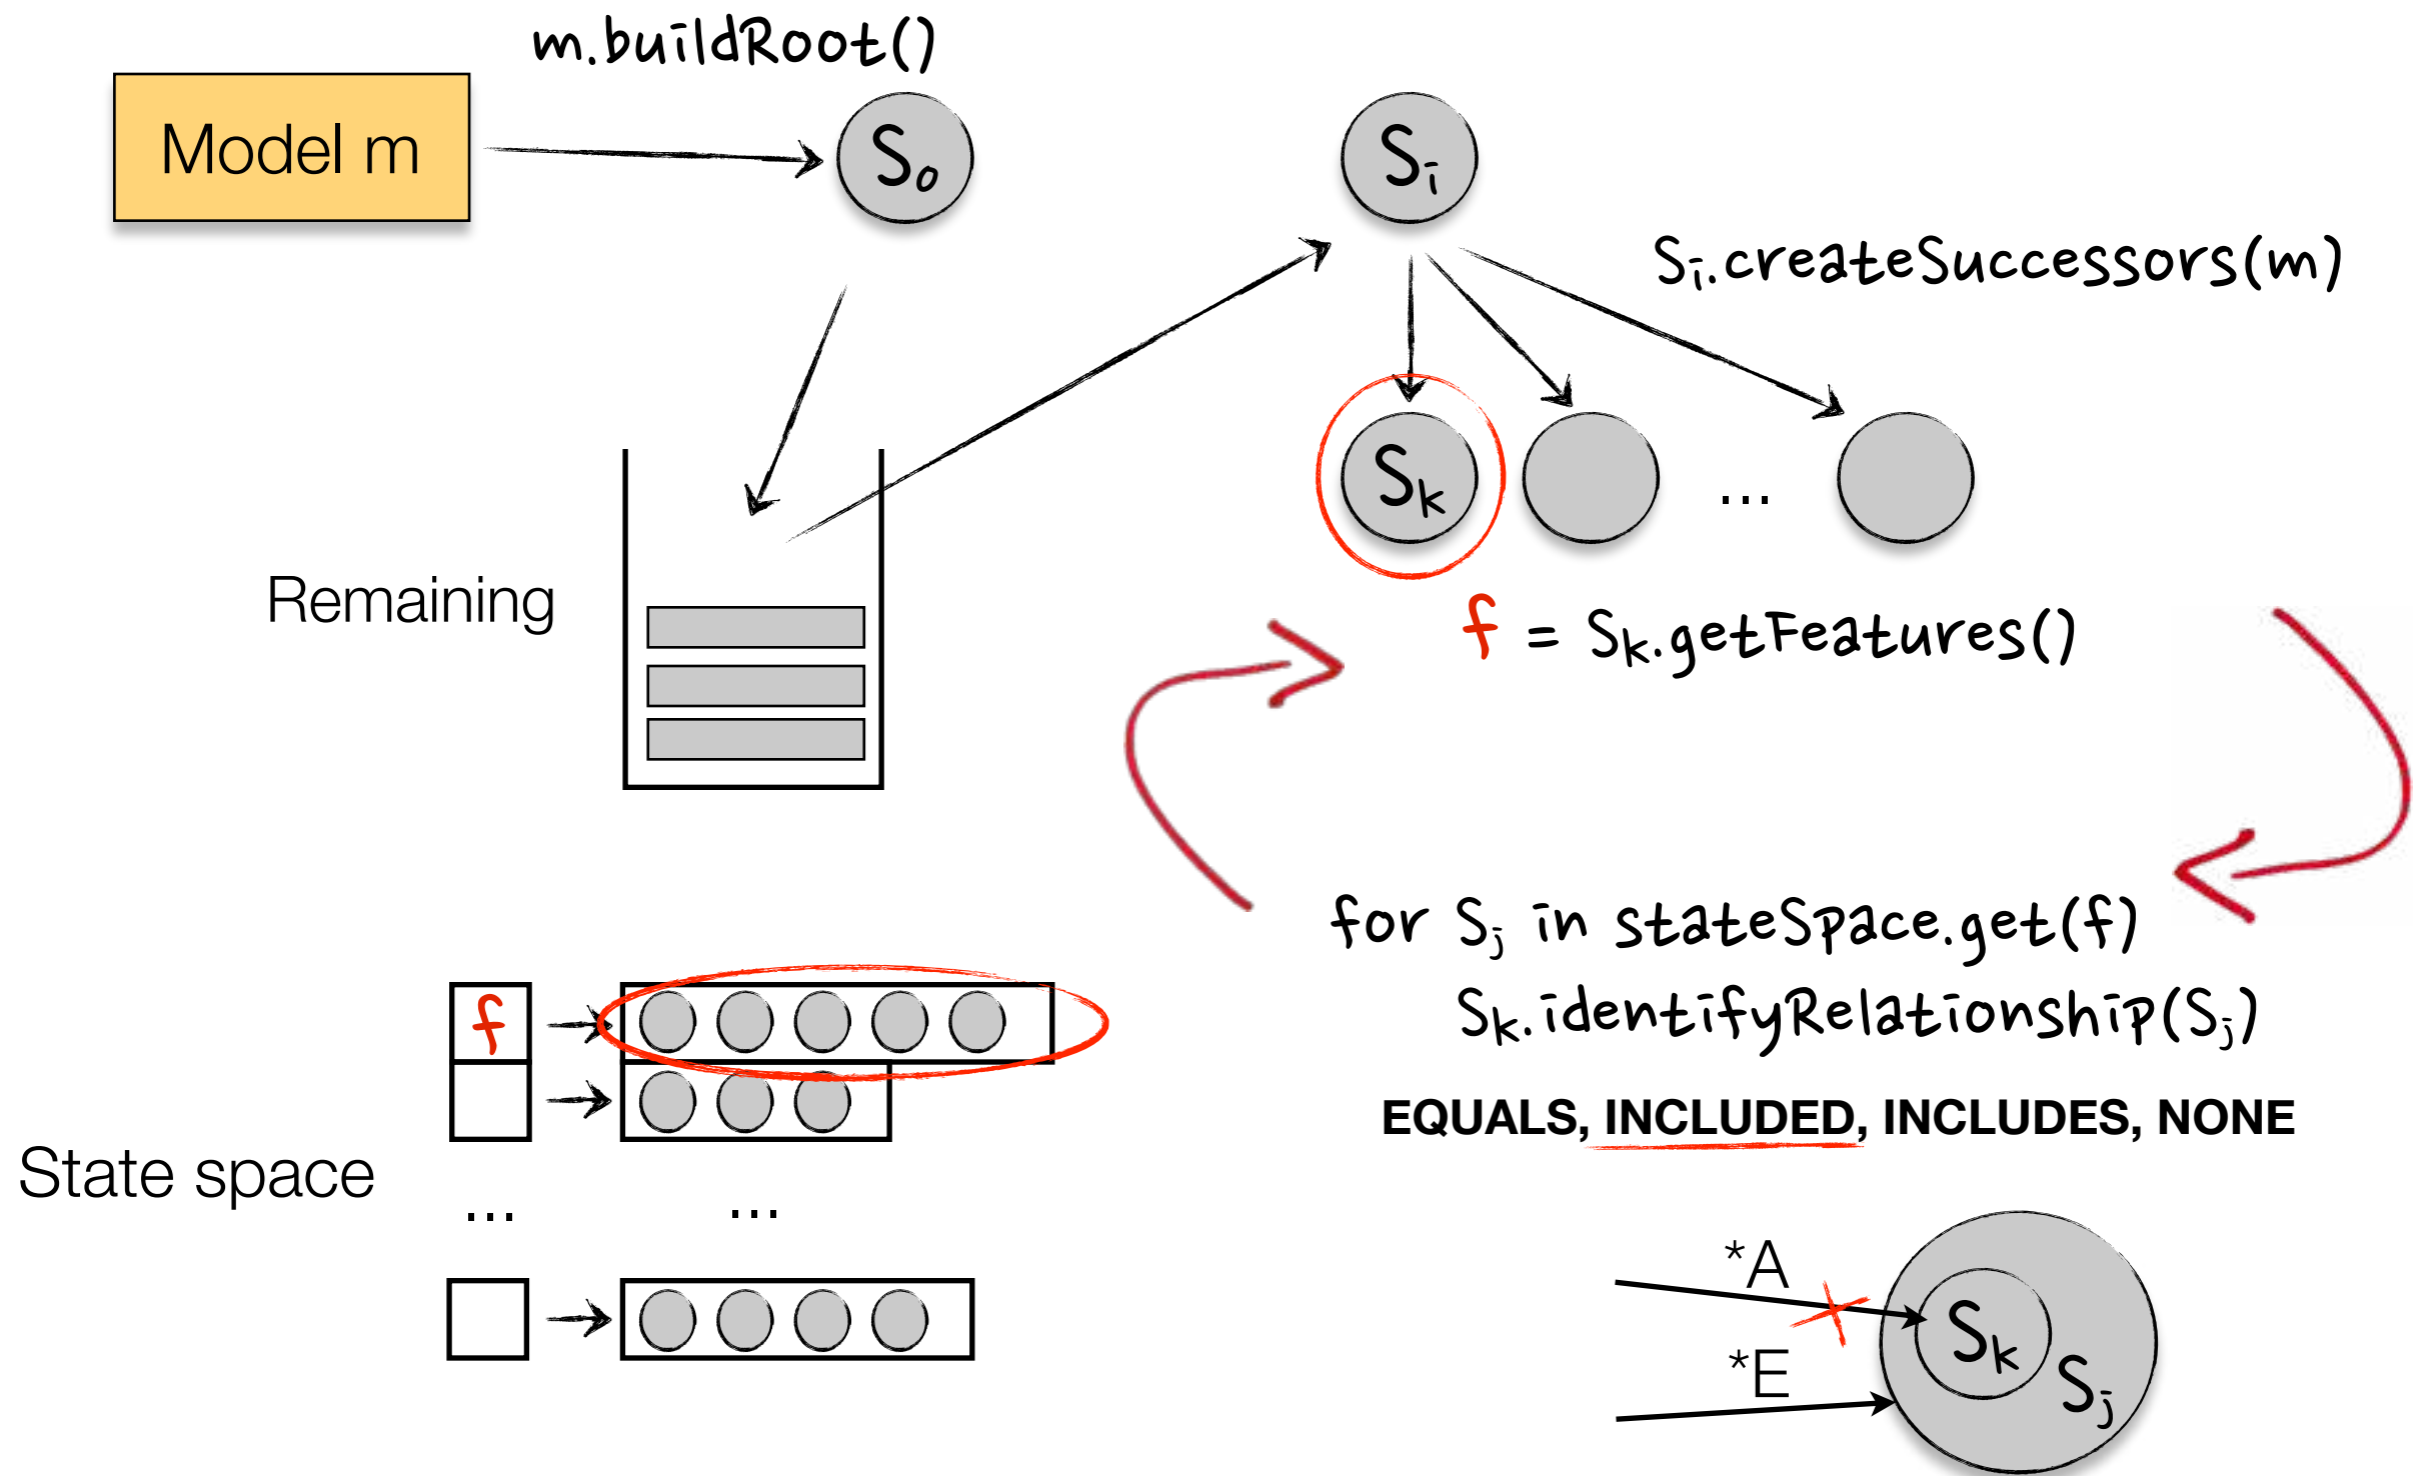 m.buildRoot()
Model m
S₀
Sᵢ
Sᵢ.createSuccessors(m)
Sₖ
...
Remaining
f = Sₖ.getFeatures()
for Sⱼ in stateSpace.get(f)
f
Sₖ.identifyRelationship(Sⱼ)
EQUALS, INCLUDED, INCLUDES, NONE
State space
... ...
*A
Sₖ
*E
Sⱼ